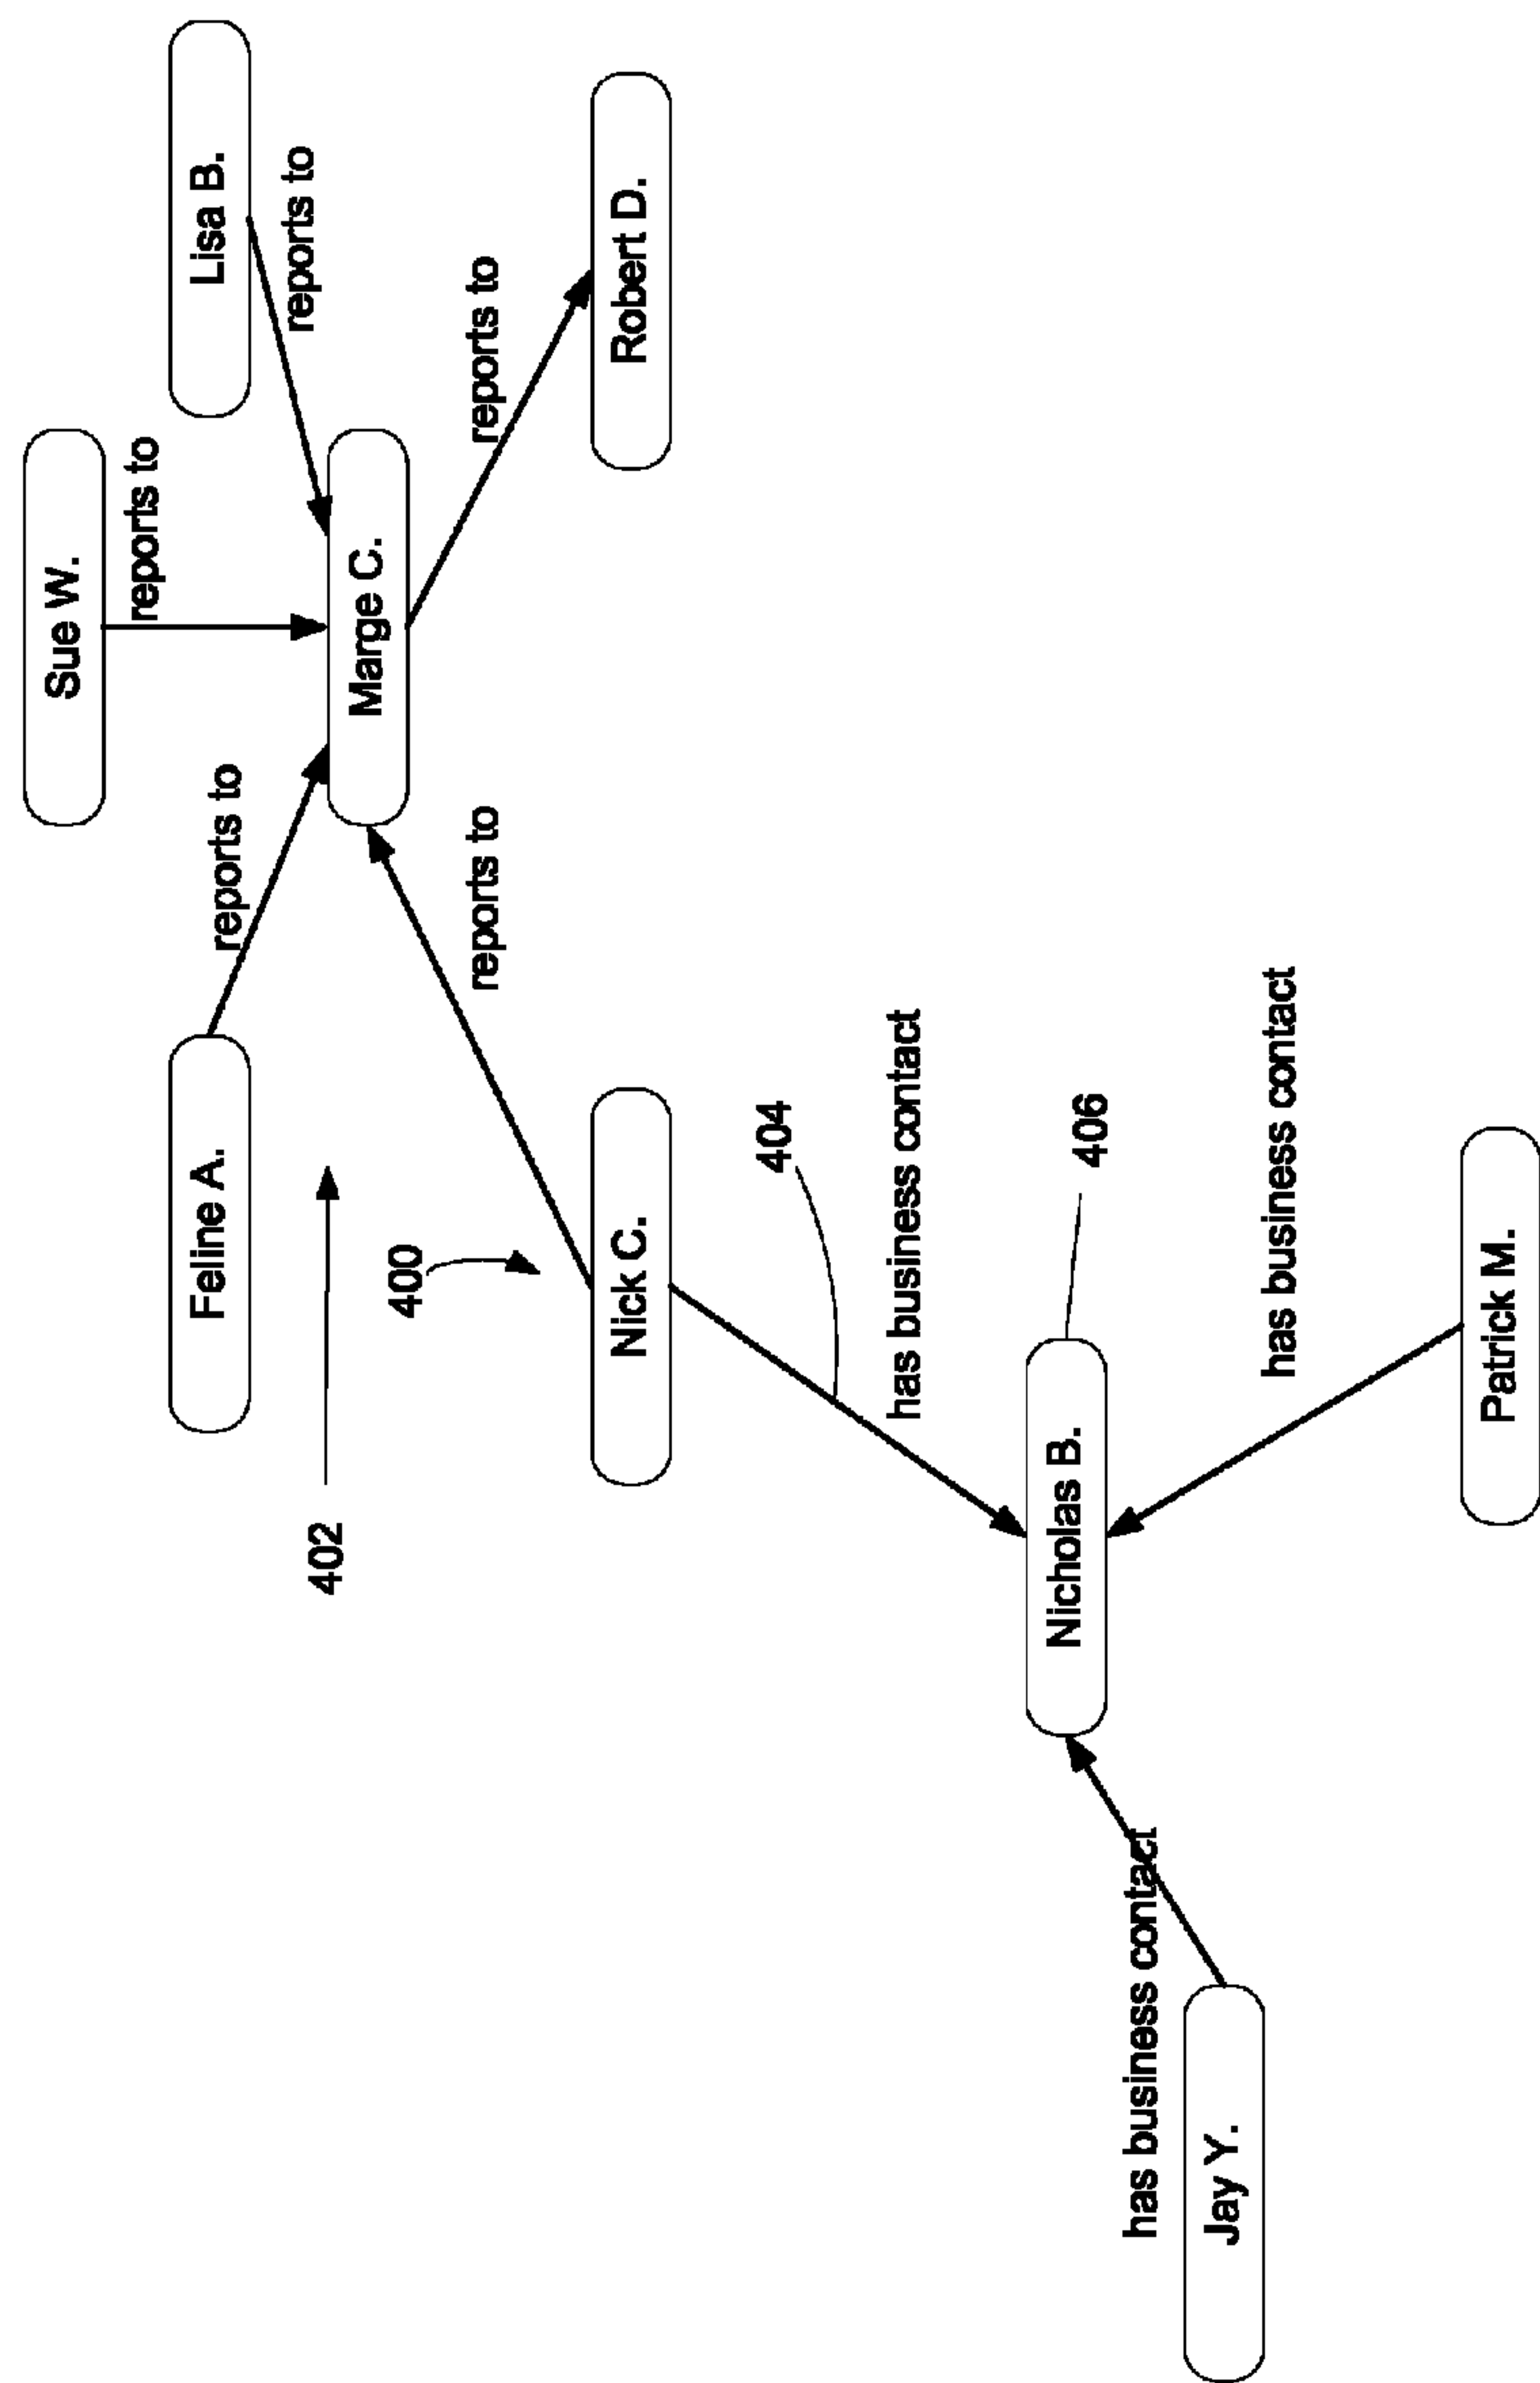 Sue W.
reports to
Feline A.
reports to
Lisa B.
reports to
402
Marge C.
400
reports to
reports to
Nick C.
Robert D.
404
has business contact
Nicholas B.
406
has business contact
has business contact
Jay Y.
Patrick M.